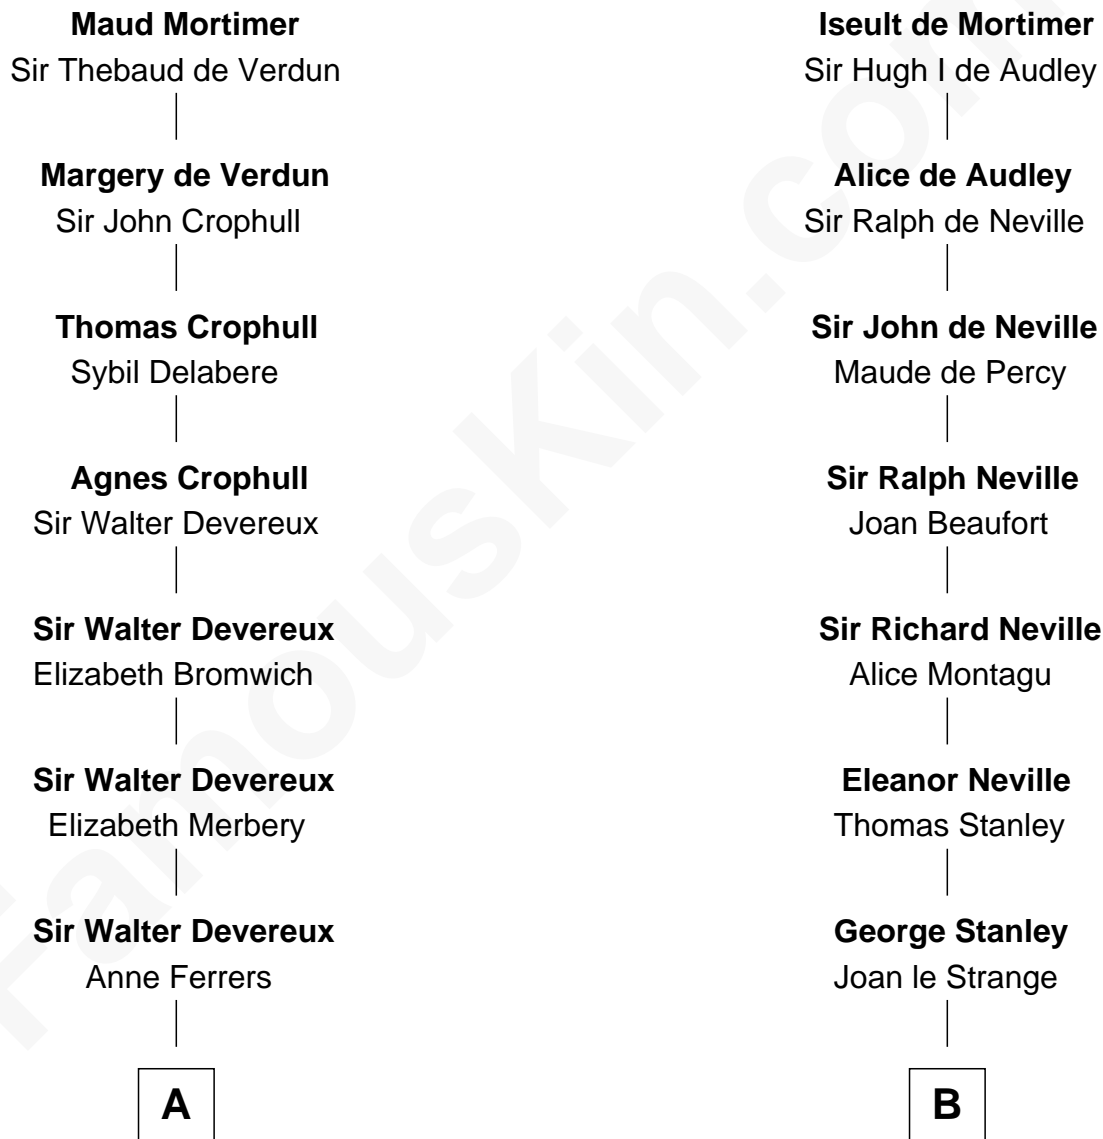 Maud Mortimer
Sir Thebaud de Verdun
Margery de Verdun
Sir John Crophull
Thomas Crophull
Sybil Delabere
Agnes Crophull
Sir Walter Devereux
Sir Walter Devereux
Elizabeth Bromwich
Sir Walter Devereux
Elizabeth Merbery
Sir Walter Devereux
Anne Ferrers
A
Iseult de Mortimer
Sir Hugh I de Audley
Alice de Audley
Sir Ralph de Neville
Sir John de Neville
Maude de Percy
Sir Ralph Neville
Joan Beaufort
Sir Richard Neville
Alice Montagu
Eleanor Neville
Thomas Stanley
George Stanley
Joan le Strange
B
FamousKin.com